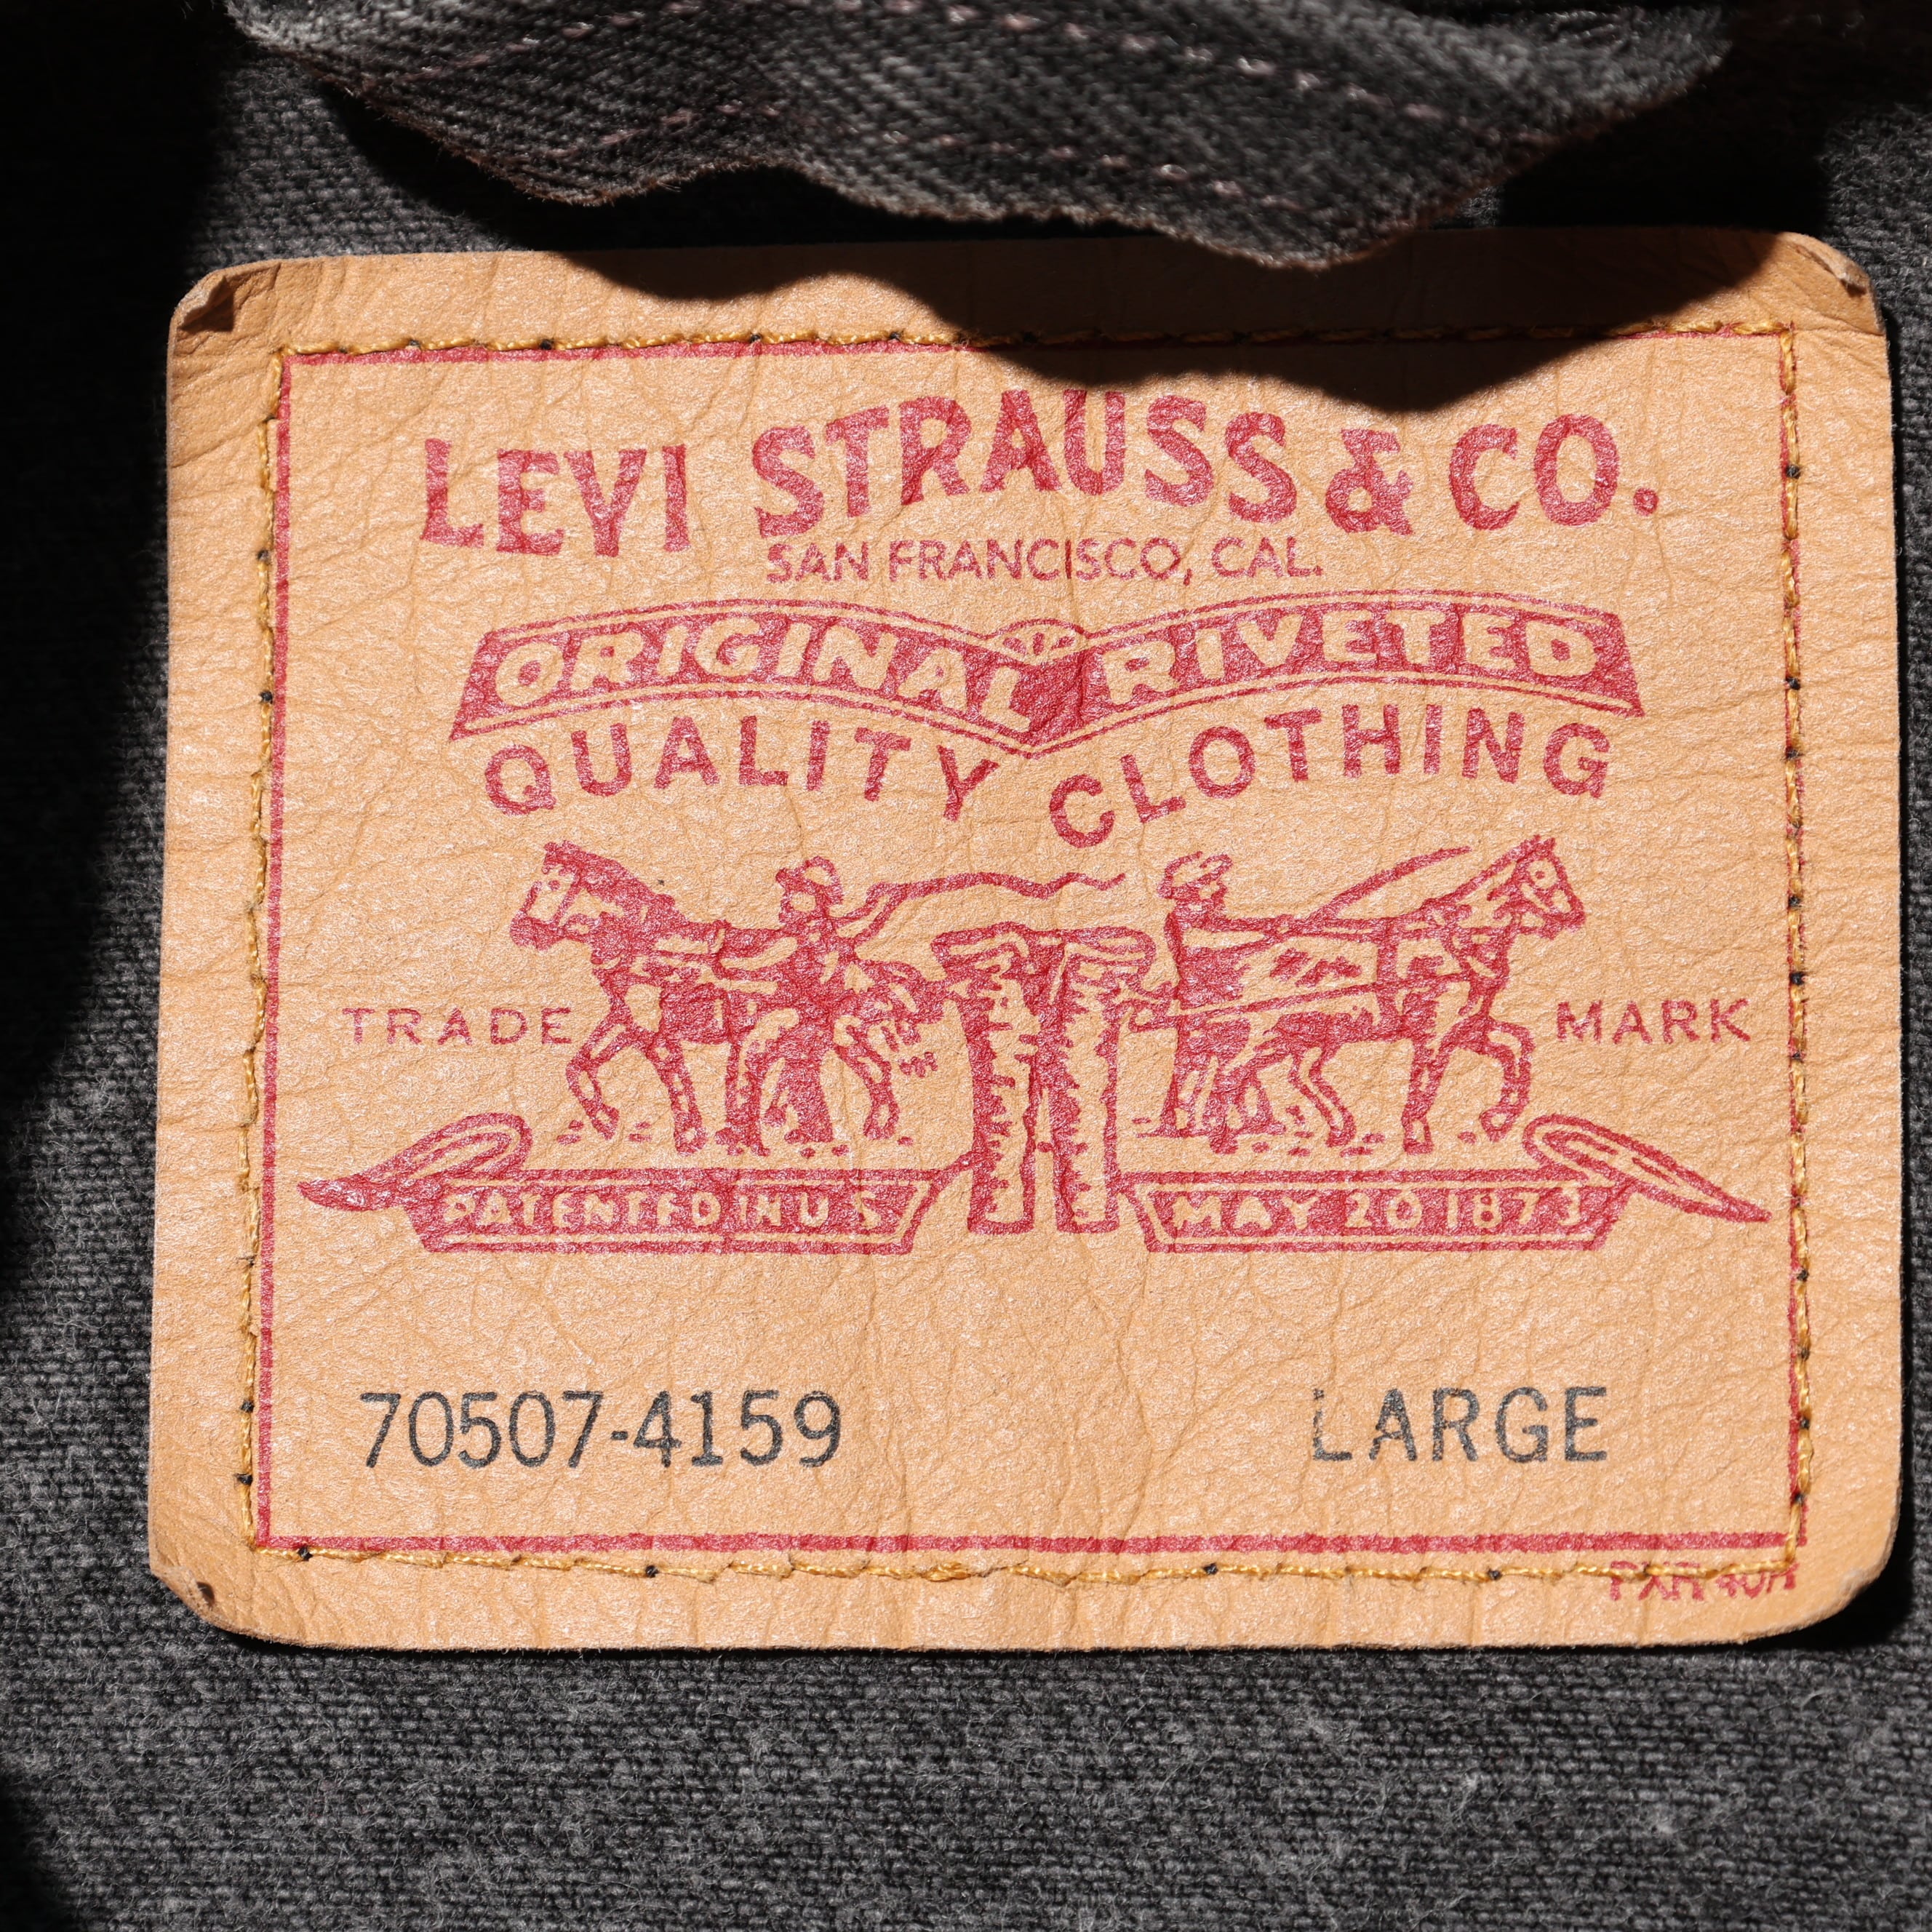 LEVI STRAUSS & CO.
SAN FRANCISCO, CAL.
ORIGINAL RIVETED
QUALITY CLOTHING
TRADE MARK
PATENTED IN U S MAY 20 1873
70507-4159 LARGE